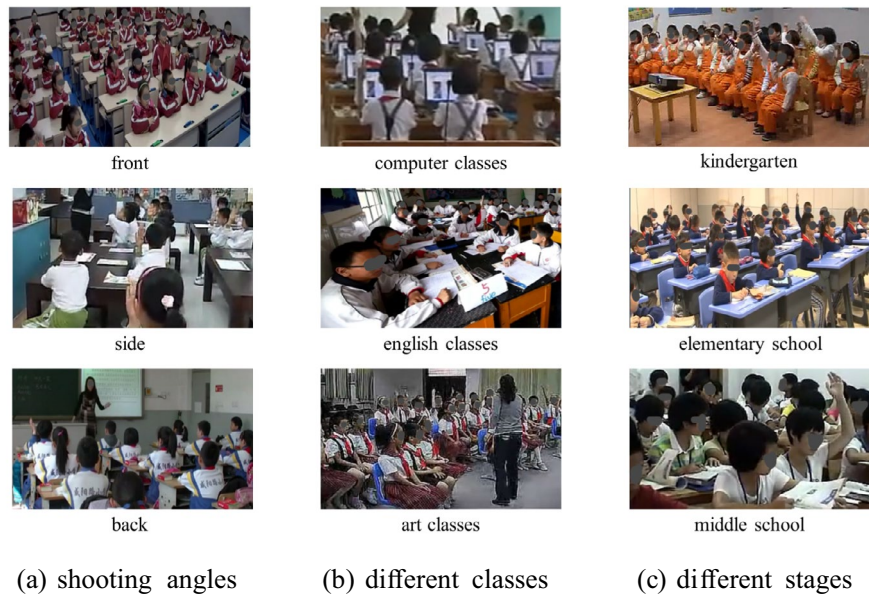 front
computer classes
kindergarten
side
5
english classes
elementary school
back
art classes
middle school
(a) shooting angles
(b) different classes
(c) different stages